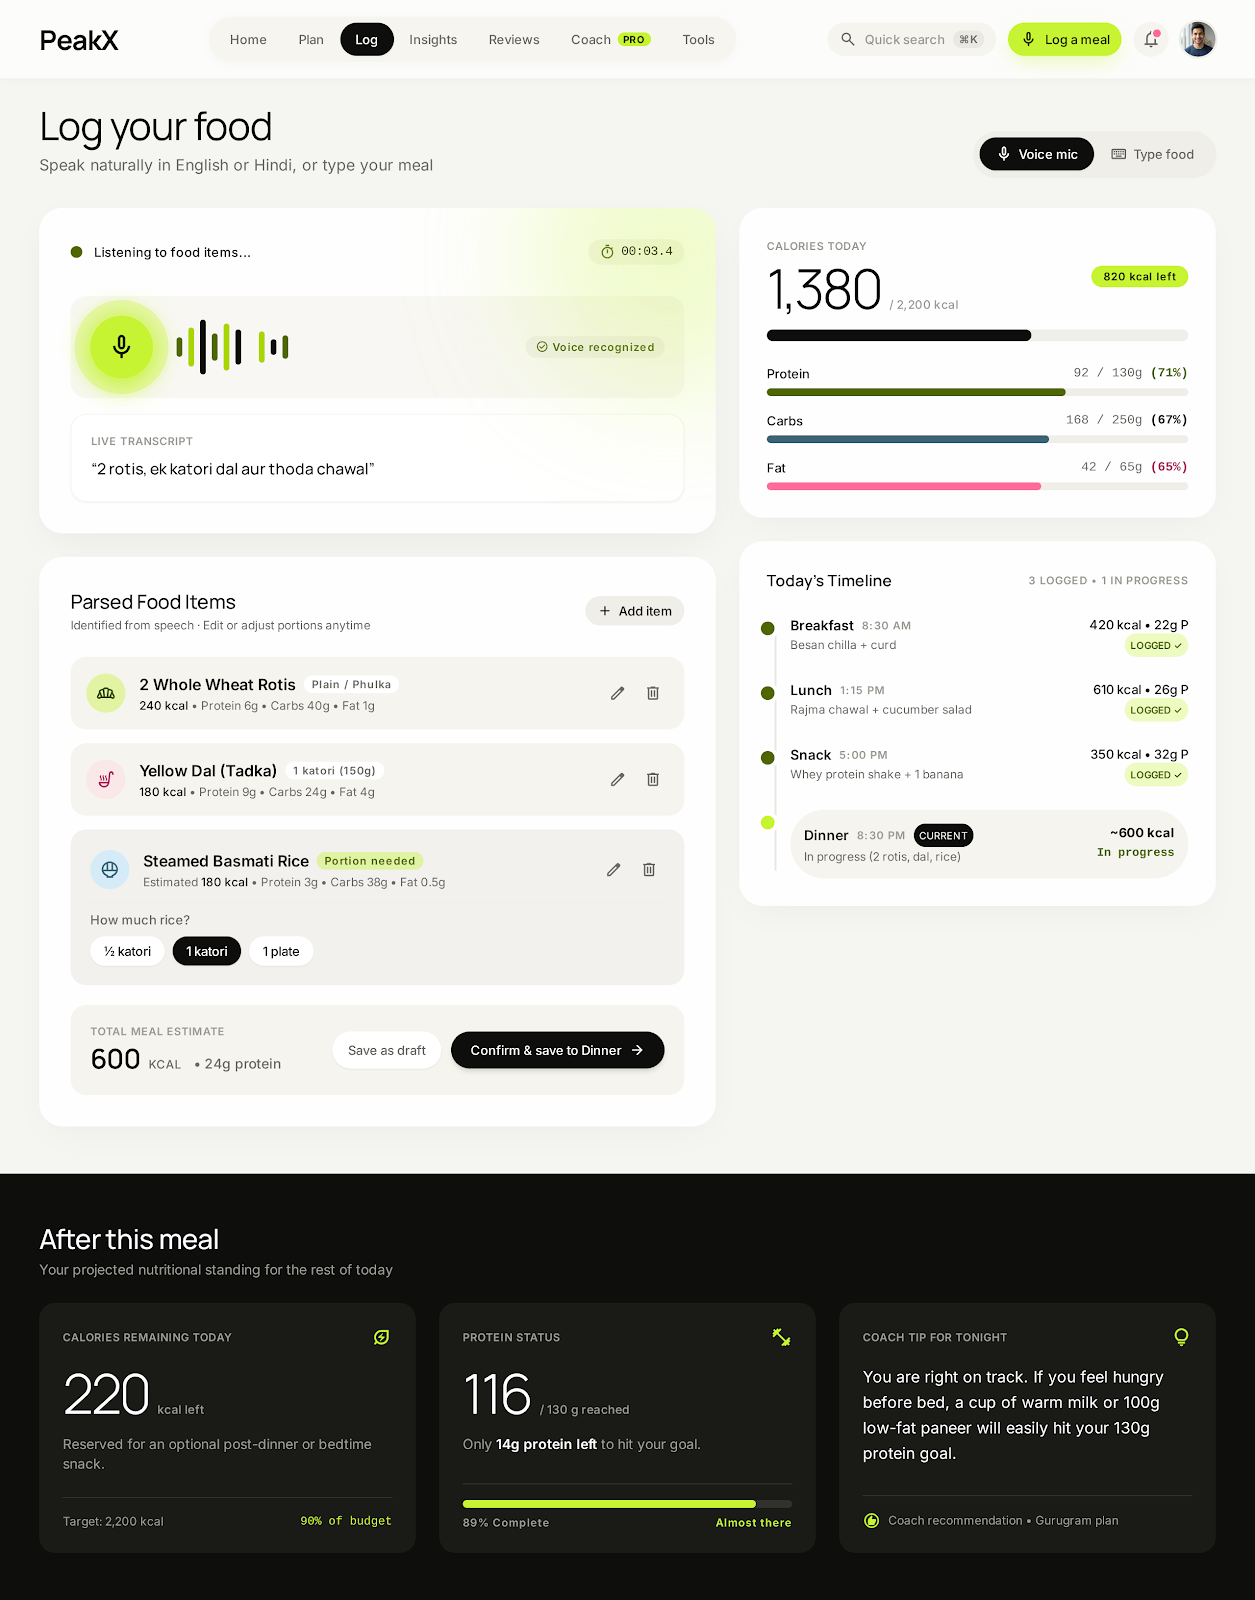 PeakX
Home
Plan
Log
Insights
Reviews
Coach PRO
Tools
Quick search ⌘K
Log a meal
Log your food
Speak naturally in English or Hindi, or type your meal
Voice mic
Type food
Listening to food items...
00:03.4
Voice recognized
LIVE TRANSCRIPT
“2 rotis, ek katori dal aur thoda chawal”
CALORIES TODAY
1,380 / 2,200 kcal
820 kcal left
Protein 92 / 130g (71%)
Carbs 168 / 250g (67%)
Fat 42 / 65g (65%)
Parsed Food Items
Identified from speech · Edit or adjust portions anytime
+ Add item
2 Whole Wheat Rotis Plain / Phulka
240 kcal • Protein 6g • Carbs 40g • Fat 1g
Yellow Dal (Tadka) 1 katori (150g)
180 kcal • Protein 9g • Carbs 24g • Fat 4g
Steamed Basmati Rice Portion needed
Estimated 180 kcal • Protein 3g • Carbs 38g • Fat 0.5g
How much rice?
½ katori
1 katori
1 plate
TOTAL MEAL ESTIMATE
600 KCAL • 24g protein
Save as draft
Confirm & save to Dinner →
Today’s Timeline
3 LOGGED • 1 IN PROGRESS
Breakfast 8:30 AM 420 kcal • 22g P
Besan chilla + curd LOGGED ✓
Lunch 1:15 PM 610 kcal • 26g P
Rajma chawal + cucumber salad LOGGED ✓
Snack 5:00 PM 350 kcal • 32g P
Whey protein shake + 1 banana LOGGED ✓
Dinner 8:30 PM CURRENT ~600 kcal
In progress (2 rotis, dal, rice) In progress
After this meal
Your projected nutritional standing for the rest of today
CALORIES REMAINING TODAY
220 kcal left
Reserved for an optional post-dinner or bedtime
snack.
Target: 2,200 kcal 90% of budget
PROTEIN STATUS
116 / 130 g reached
Only 14g protein left to hit your goal.
89% Complete Almost there
COACH TIP FOR TONIGHT
You are right on track. If you feel hungry
before bed, a cup of warm milk or 100g
low-fat paneer will easily hit your 130g
protein goal.
Coach recommendation • Gurugram plan